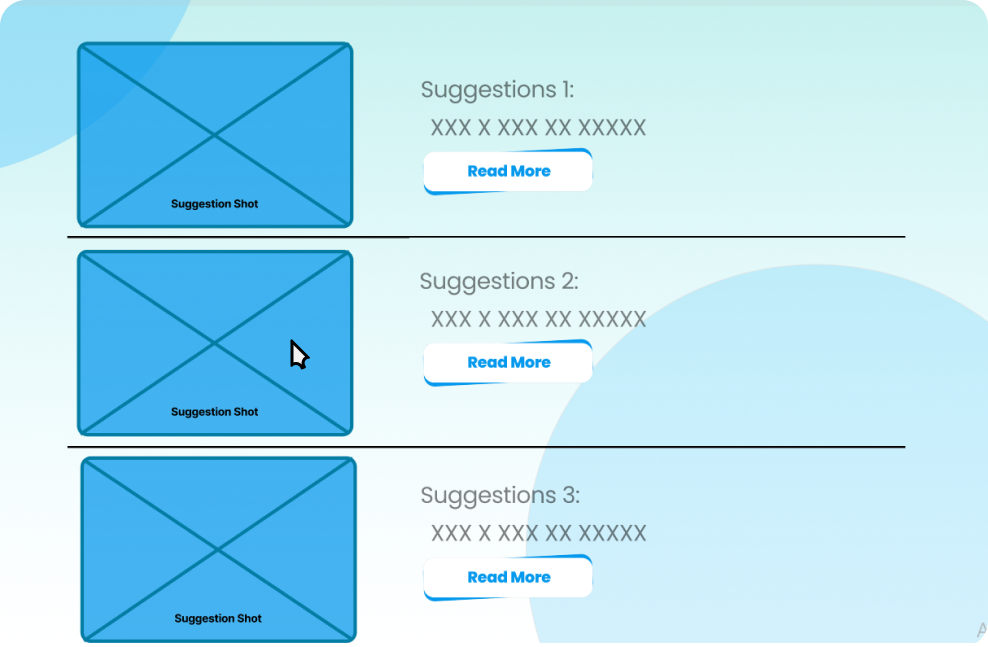 Suggestions 1:
XXX X XXX XX XXXXX
Read More
Suggestion Shot
Suggestions 2:
XXX X XXX XX XXXXX
Read More
Suggestion Shot
Suggestions 3:
XXX X XXX XX XXXXX
Read More
Suggestion Shot